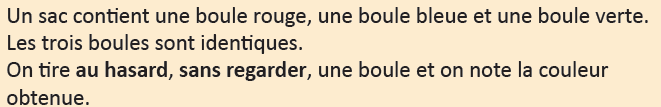 Un sac contient une boule rouge, une boule bleue et une boule verte.
Les trois boules sont identiques.
On tire au hasard, sans regarder, une boule et on note la couleur
obtenue.